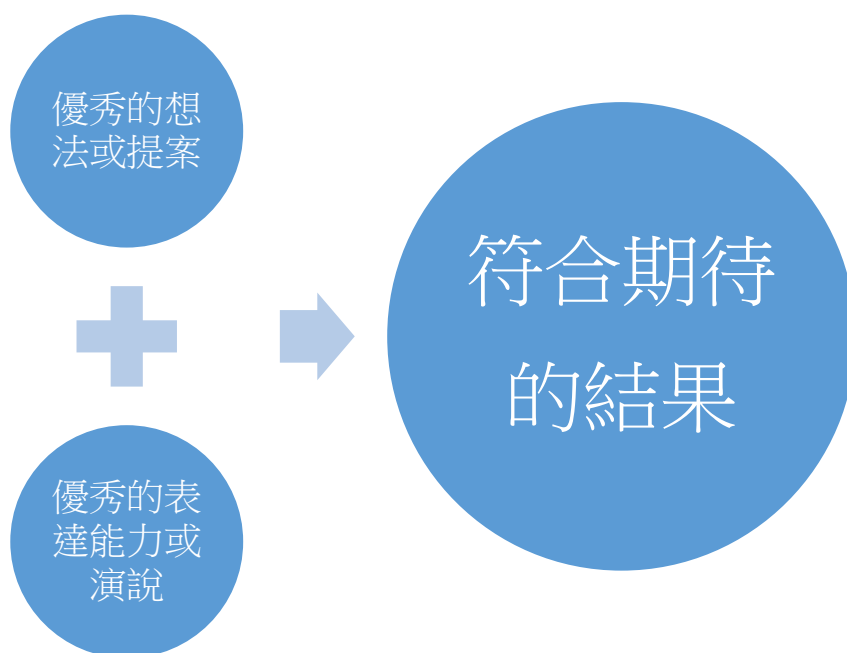 優秀的想
法或提案
優秀的表
達能力或
演說
符合期待
的結果